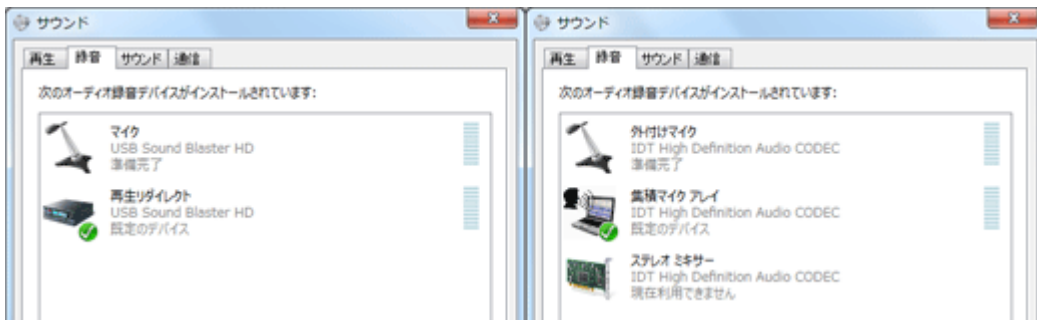 サウンド
再生
録音
サウンド
通信
次のオーディオ録音デバイスがインストールされています:
マイク
USB Sound Blaster HD
準備完了
再生リダイレクト
USB Sound Blaster HD
既定のデバイス
サウンド
再生
録音
サウンド
通信
次のオーディオ録音デバイスがインストールされています:
外付けマイク
IDT High Definition Audio CODEC
準備完了
集積マイク アレイ
IDT High Definition Audio CODEC
既定のデバイス
ステレオ ミキサー
IDT High Definition Audio CODEC
現在利用できません